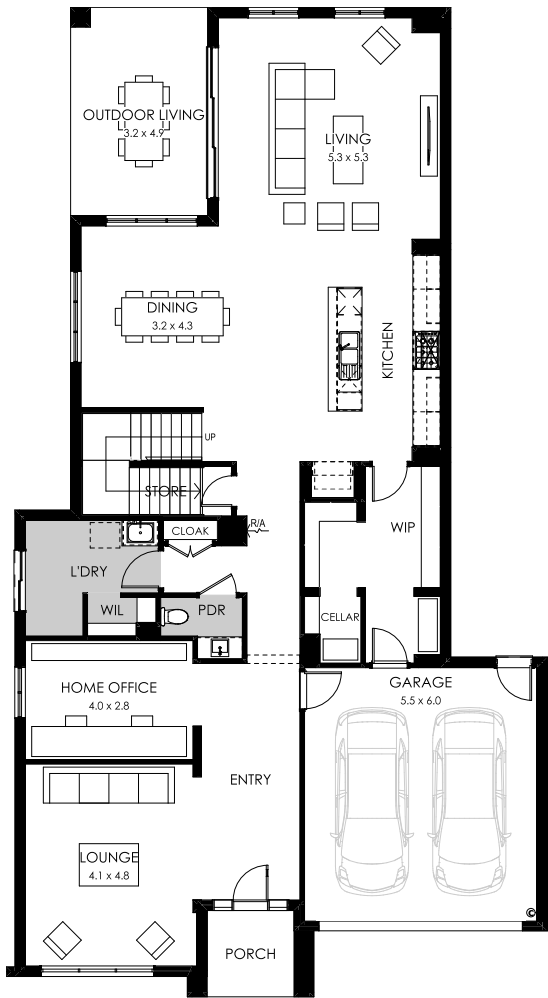 OUTDOOR LIVING
3.2 x 4.9
LIVING
5.3 x 5.3
DINING
3.2 x 4.3
KITCHEN
UP
STORE
R/A
CLOAK
WIP
L'DRY
WIL
PDR
CELLAR
HOME OFFICE
4.0 x 2.8
GARAGE
5.5 x 6.0
ENTRY
LOUNGE
4.1 x 4.8
©
PORCH